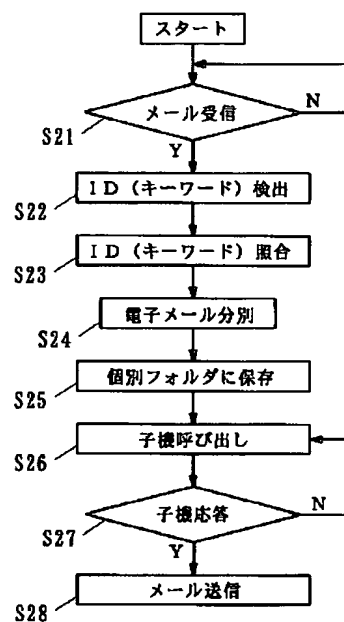 スタート
メール受信
N
S21
Y
ID（キーワード）検出
S22
ID（キーワード）照合
S23
電子メール分別
S24
個別フォルダに保存
S25
子機呼び出し
S26
子機応答
N
S27
Y
メール送信
S28